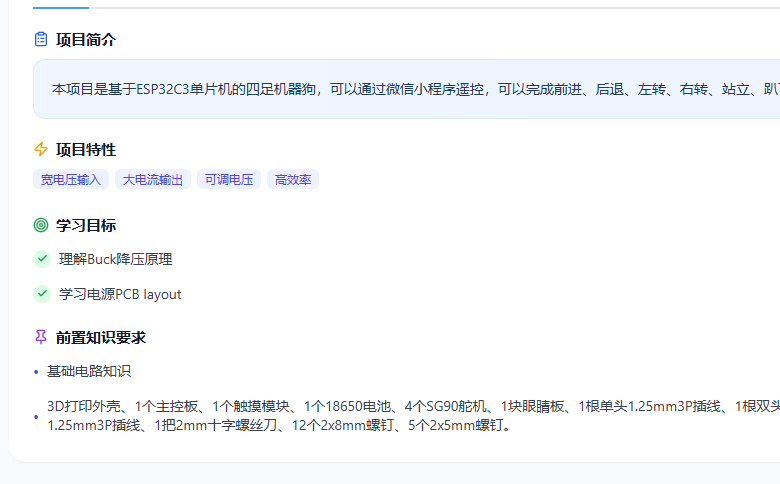 项目简介
本项目是基于ESP32C3单片机的四足机器狗，可以通过微信小程序遥控，可以完成前进、后退、左转、右转、站立、趴
项目特性
宽电压输入 大电流输出 可调电压 高效率
学习目标
理解Buck降压原理
学习电源PCB layout
前置知识要求
基础电路知识
3D打印外壳、1个主控板、1个触摸模块、1个18650电池、4个SG90舵机、1块眼睛板、1根单头1.25mm3P插线、1根双头
1.25mm3P插线、1把2mm十字螺丝刀、12个2x8mm螺钉、5个2x5mm螺钉。